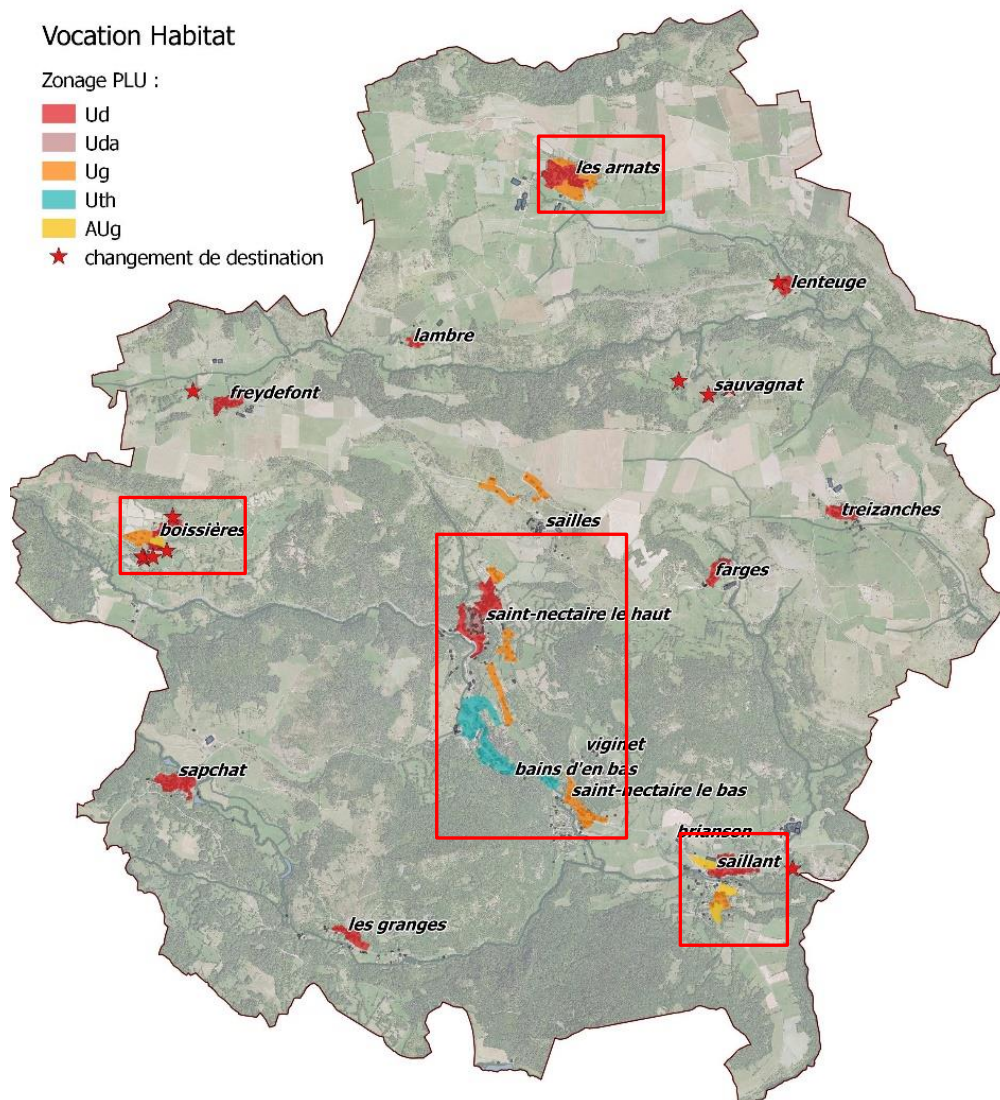 Vocation Habitat
Zonage PLU :
Ud
Uda
Ug
Uth
AUg
changement de destination
les arnats
lenteuge
lambre
sauvagnat
freydefont
treizanches
sailles
boissières
farges
saint-nectaire le haut
viginet
bains d'en bas
sapchat
saint-nectaire le bas
brianson
saillant
les granges